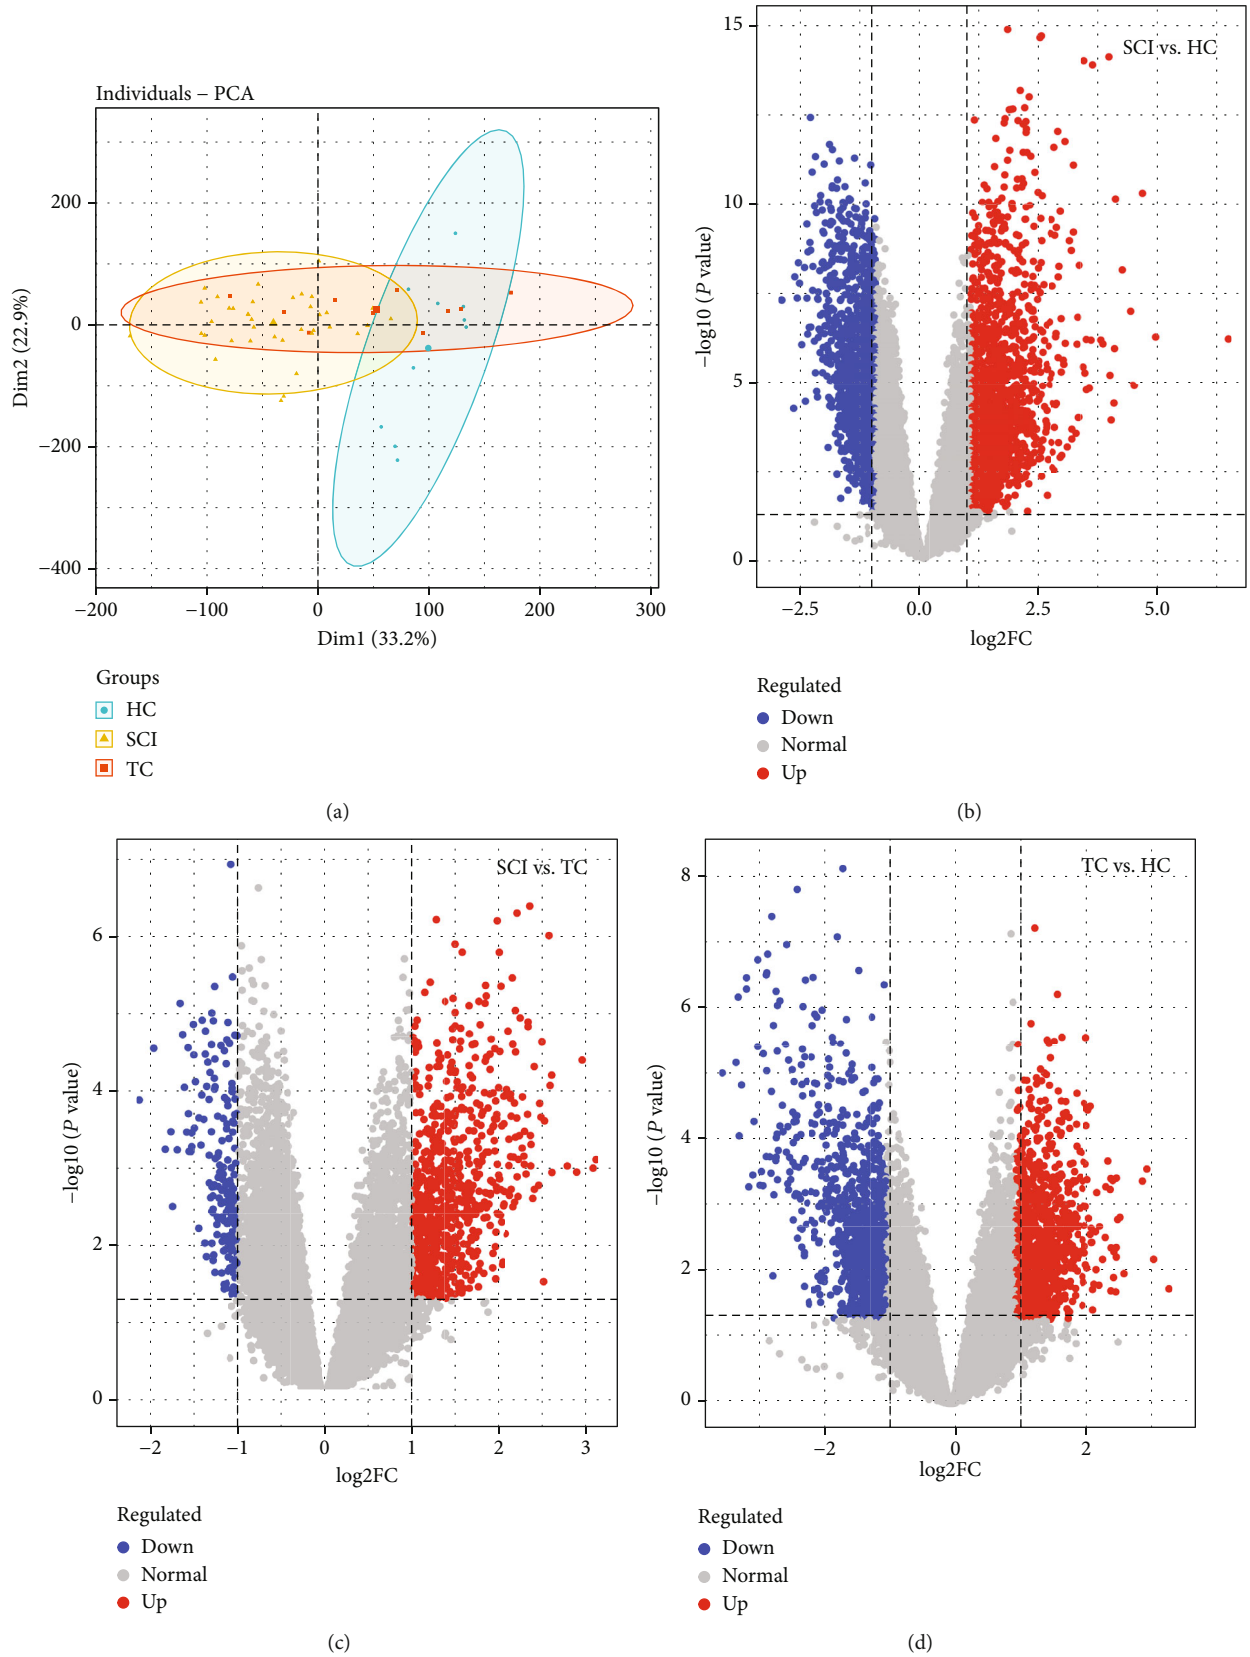 Individuals – PCA
Dim2 (22.9%)
200
0
−200
−400
−200
−100
0
100
200
300
Dim1 (33.2%)
Groups
HC
SCI
TC
(a)
SCI vs. HC
−log10 (P value)
15
10
5
0
−2.5
0.0
2.5
5.0
log2FC
Regulated
Down
Normal
Up
(b)
SCI vs. TC
−log10 (P value)
6
4
2
0
−2
−1
0
1
2
3
log2FC
Regulated
Down
Normal
Up
(c)
TC vs. HC
−log10 (P value)
8
6
4
2
0
−2
0
2
log2FC
Regulated
Down
Normal
Up
(d)